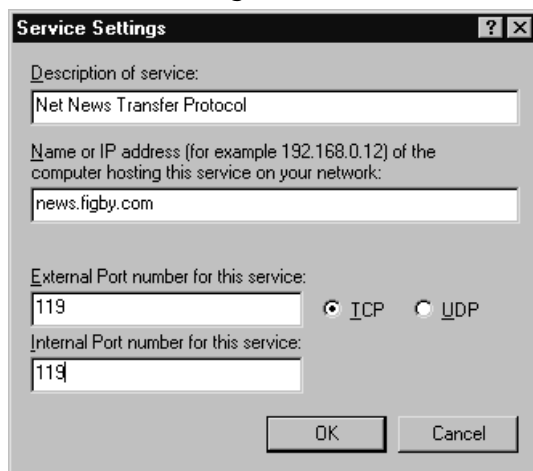 Service Settings
Description of service:
Net News Transfer Protocol
Name or IP address (for example 192.168.0.12) of the
computer hosting this service on your network:
news.figby.com
External Port number for this service:
119 TCP UDP
Internal Port number for this service:
119
OK Cancel